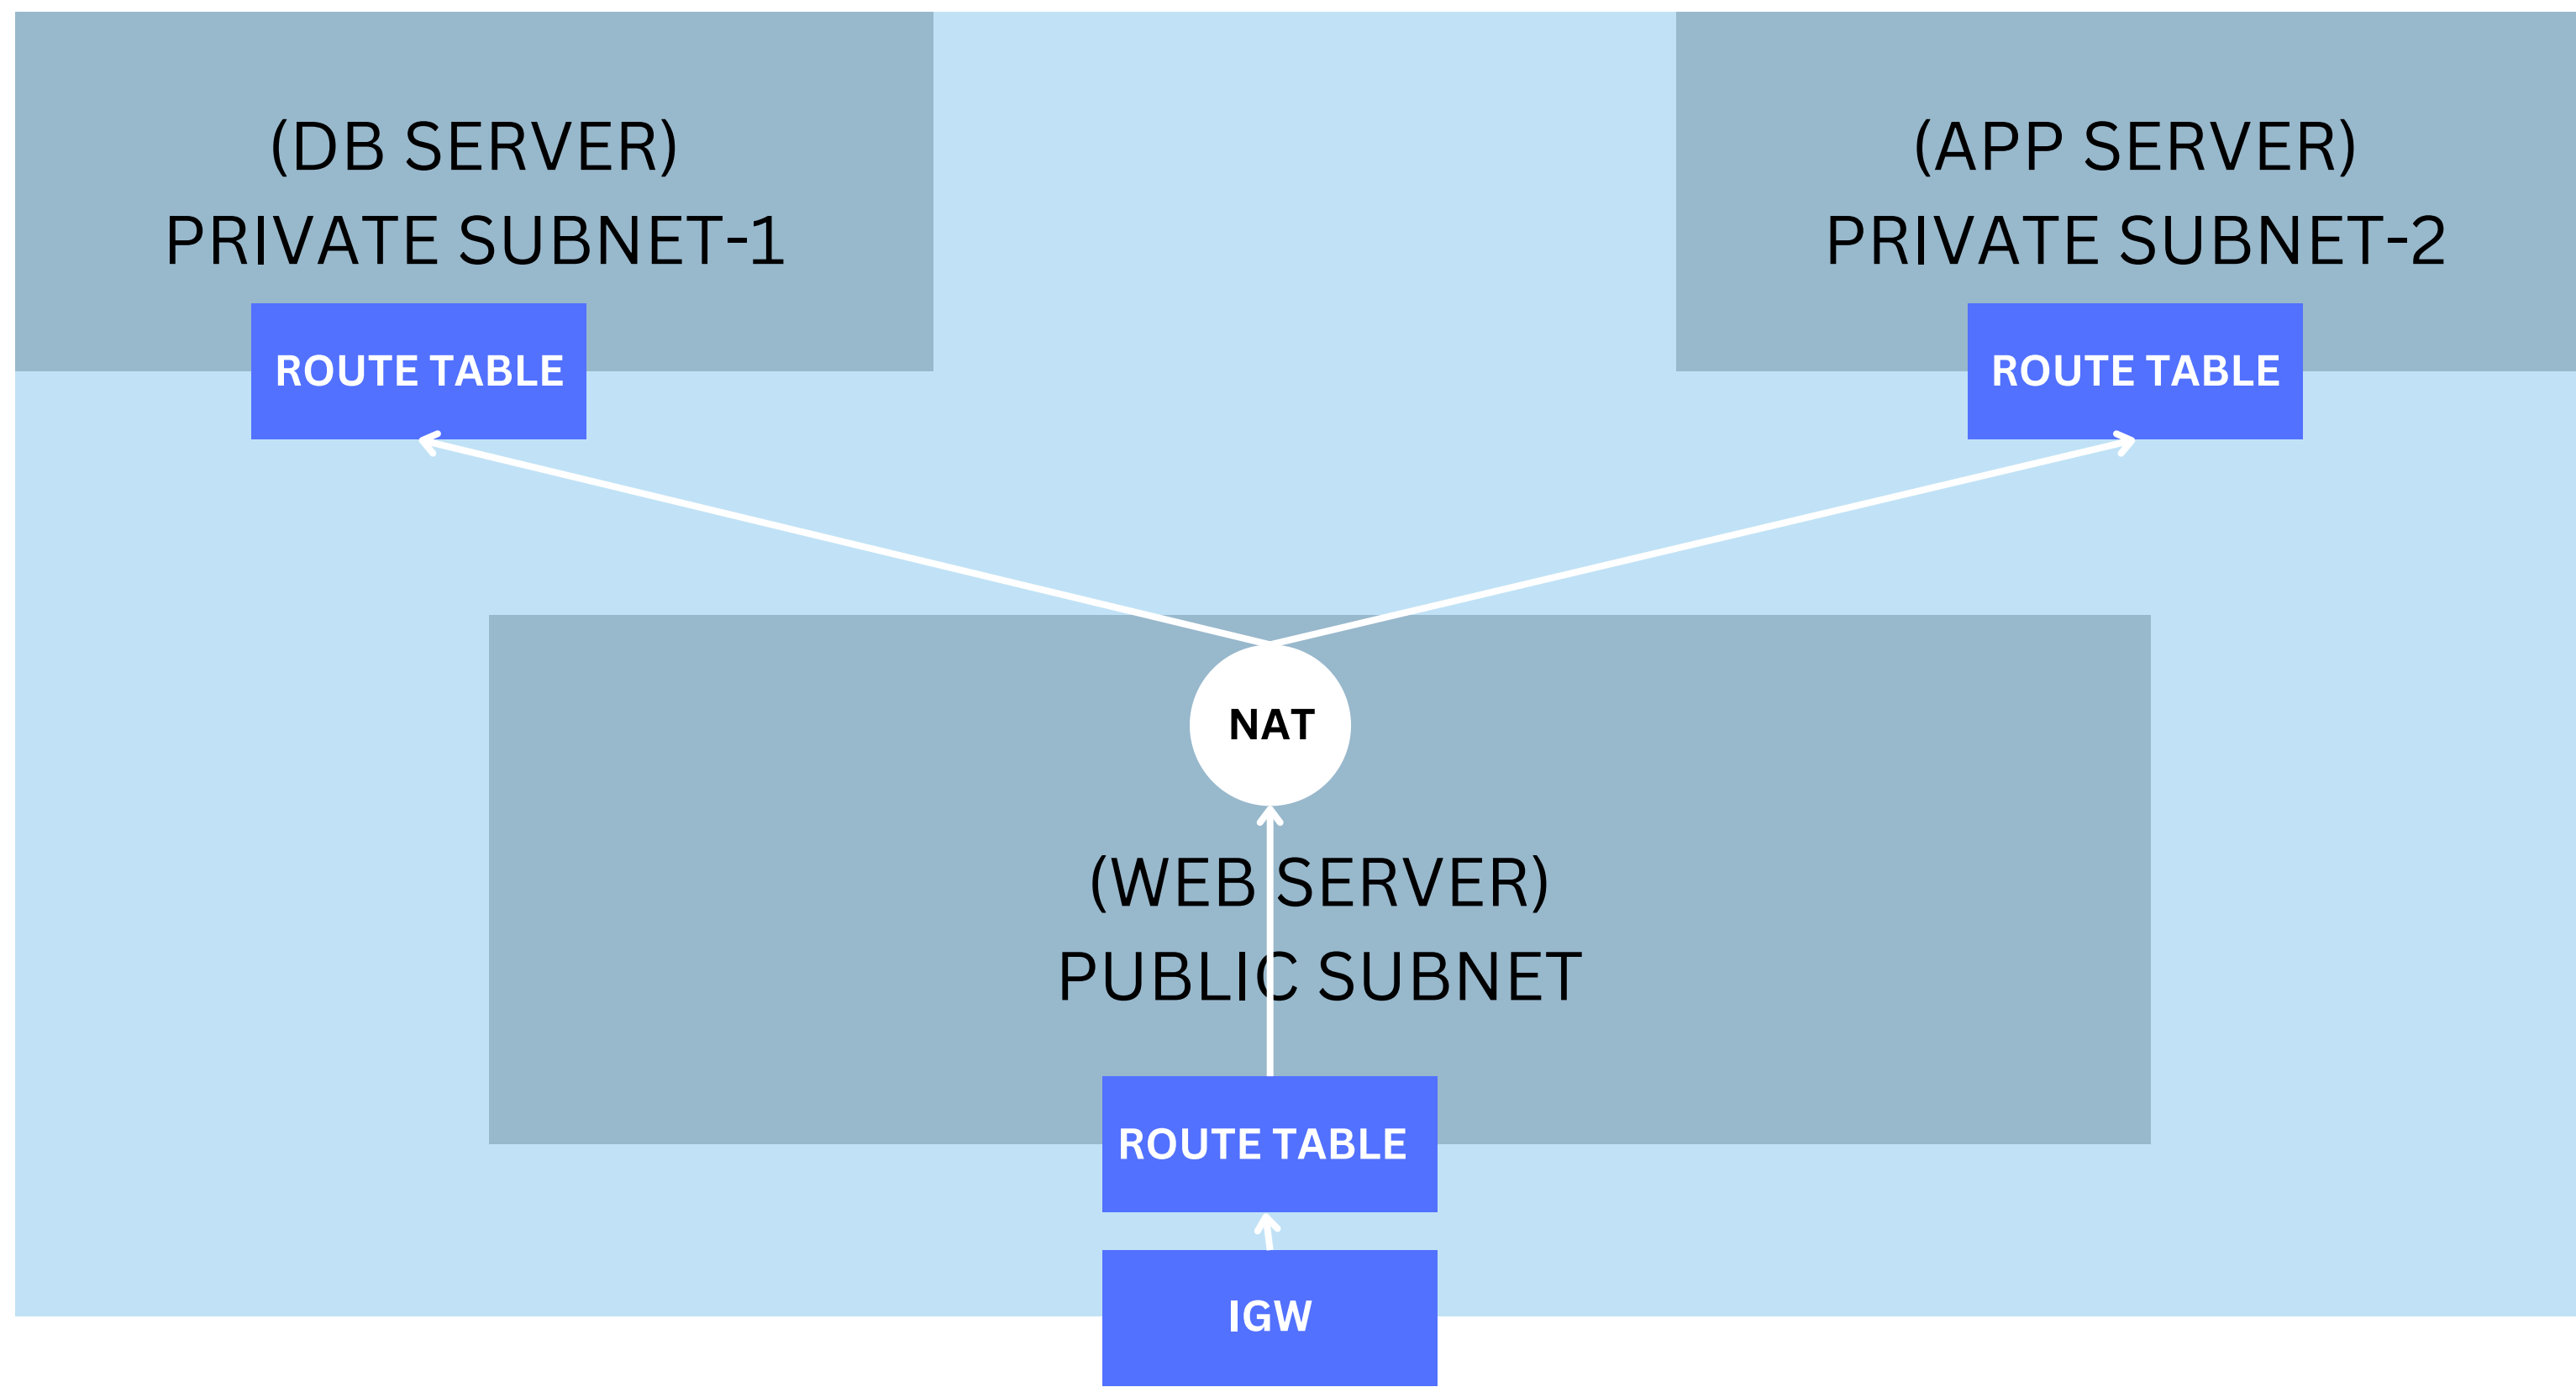 (DB SERVER)
PRIVATE SUBNET-1
ROUTE TABLE
(APP SERVER)
PRIVATE SUBNET-2
ROUTE TABLE
NAT
(WEB SERVER)
PUBLIC SUBNET
ROUTE TABLE
IGW